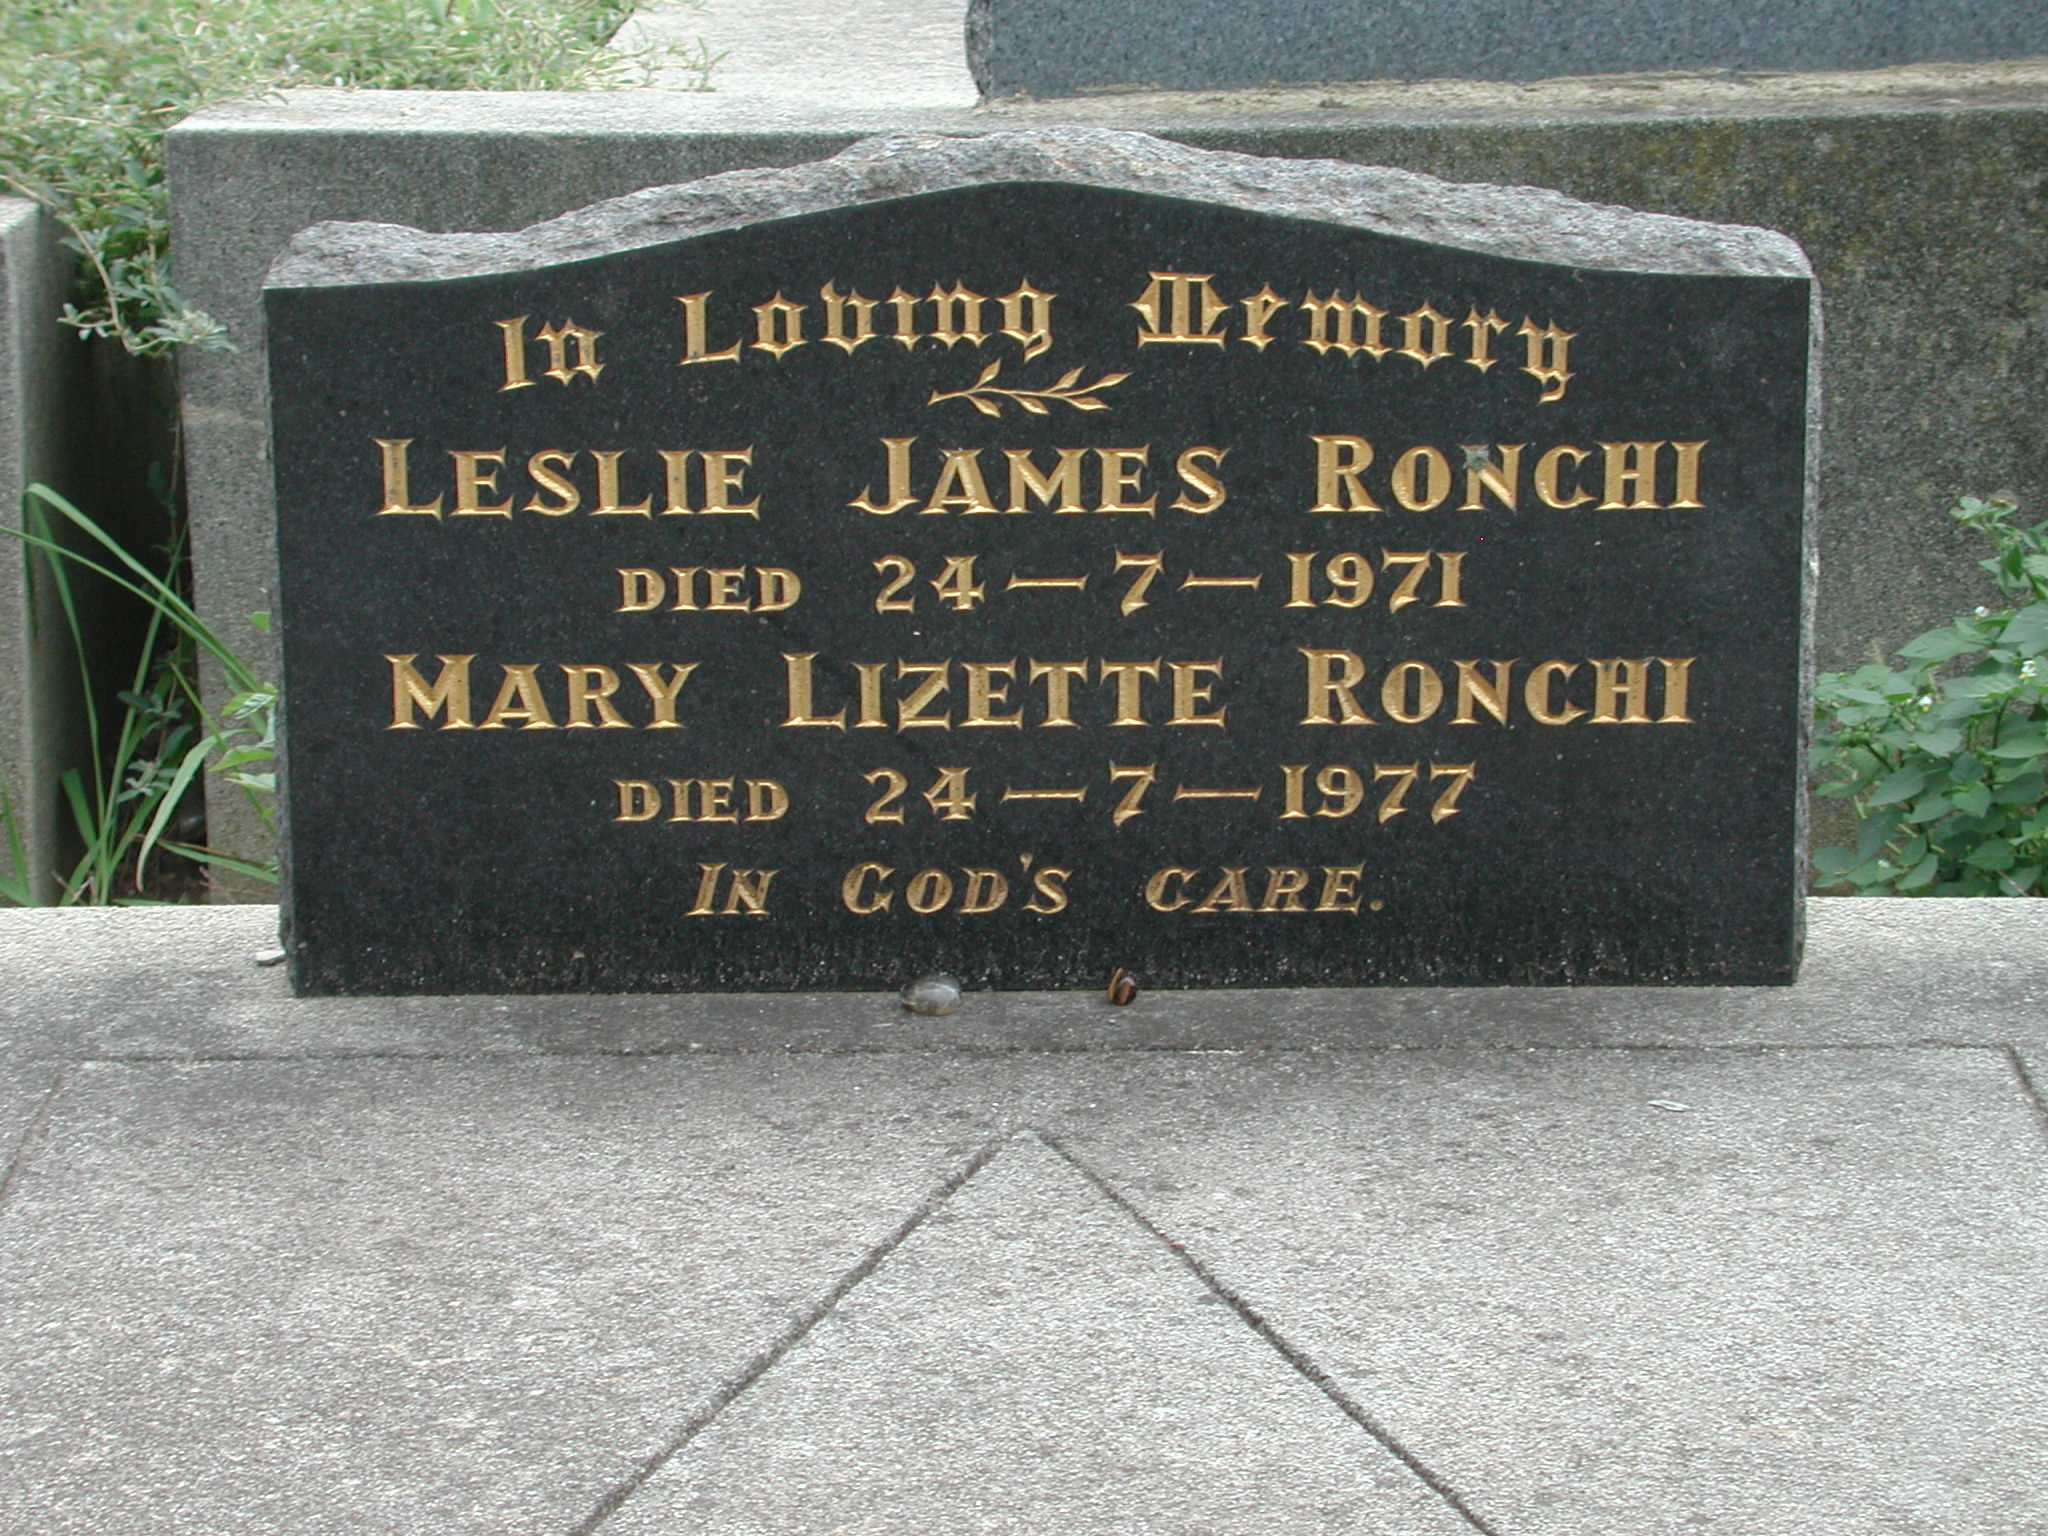 In Loving Memory
LESLIE JAMES RONCHI
DIED 24—7—1971
MARY LIZETTE RONCHI
DIED 24—7—1977
IN GOD'S CARE.